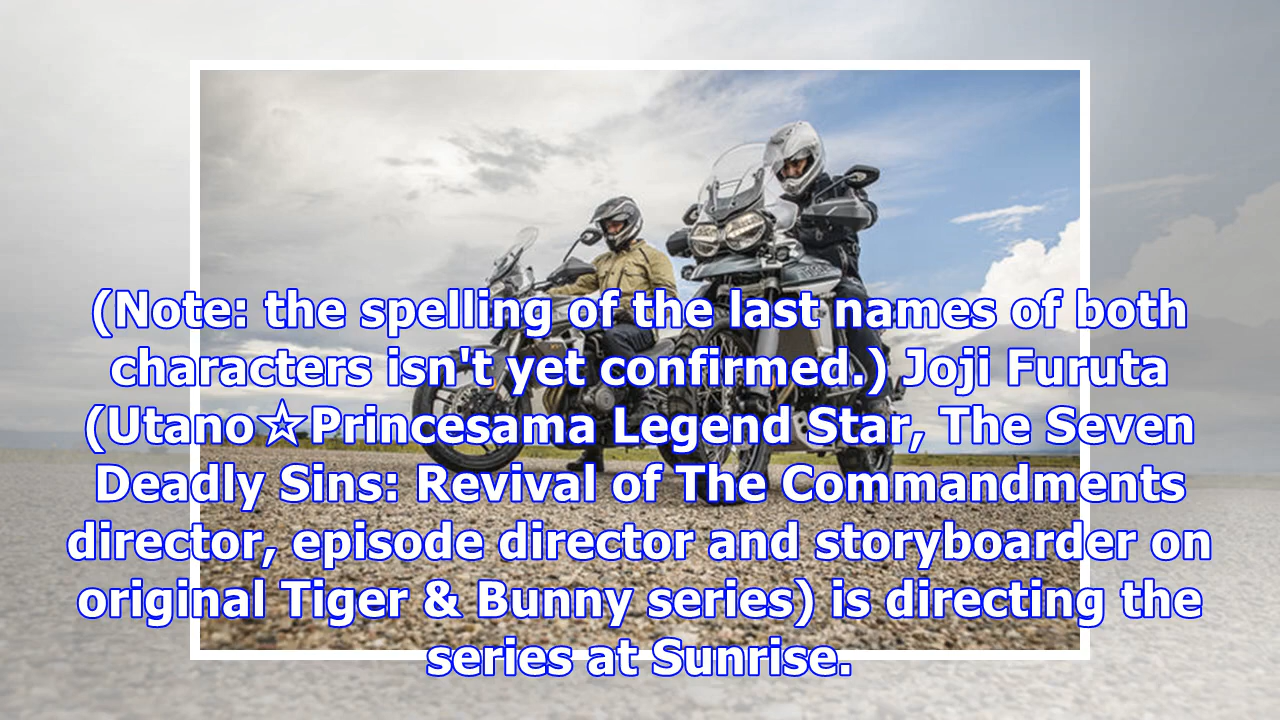 (Note: the spelling of the last names of both
characters isn't yet confirmed.) Joji Furuta
(Utano☆Princesama Legend Star, The Seven
Deadly Sins: Revival of The Commandments
director, episode director and storyboarder on
original Tiger & Bunny series) is directing the
series at Sunrise.